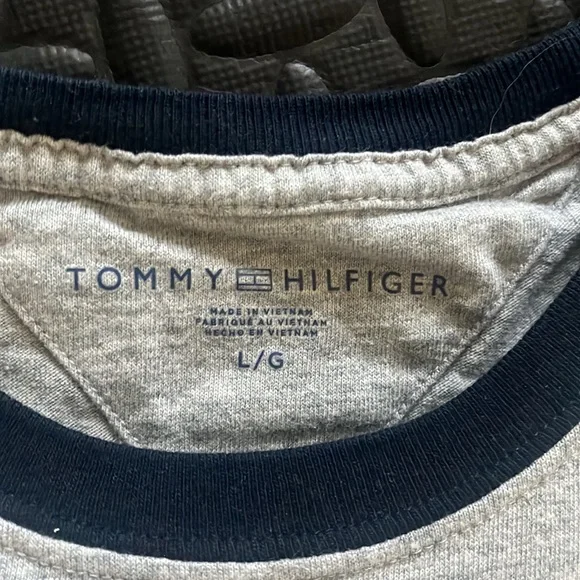 TOMMY HILFIGER
MADE IN VIETNAM
FABRIQUÉ AU VIETNAM
HECHO EN VIETNAM
L/G